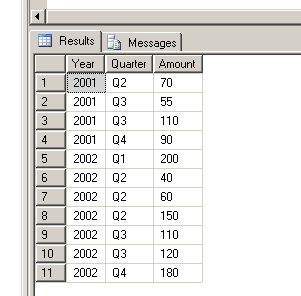 Results Messages
Year Quarter Amount
1 2001 Q2 70
2 2001 Q3 55
3 2001 Q3 110
4 2001 Q4 90
5 2002 Q1 200
6 2002 Q2 40
7 2002 Q2 60
8 2002 Q2 150
9 2002 Q3 110
10 2002 Q3 120
11 2002 Q4 180